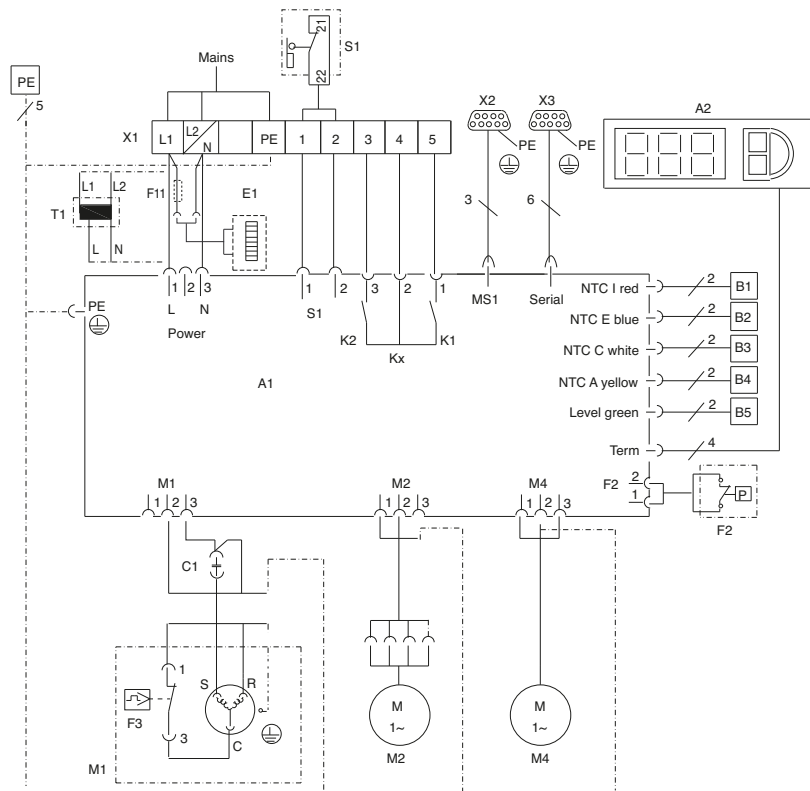 21
S1
22
Mains
PE
5
X2
X3
A2
X1
L1
L2
N
PE
1
2
3
4
5
PE
PE
L1
L2
F11
E1
T1
3
6
L
N
1
2
3
1
2
3
2
1
MS1
Serial
NTC I red
2
B1
PE
L
N
S1
Power
K2
K1
Kx
NTC E blue
2
B2
NTC C white
2
B3
A1
NTC A yellow
2
B4
Level green
2
B5
Term
4
M1
M2
M4
F2
2
1
P
F2
1
2
3
1
2
3
1
2
3
C1
1
S
R
F3
3
C
M1
M
1~
M2
M
1~
M4